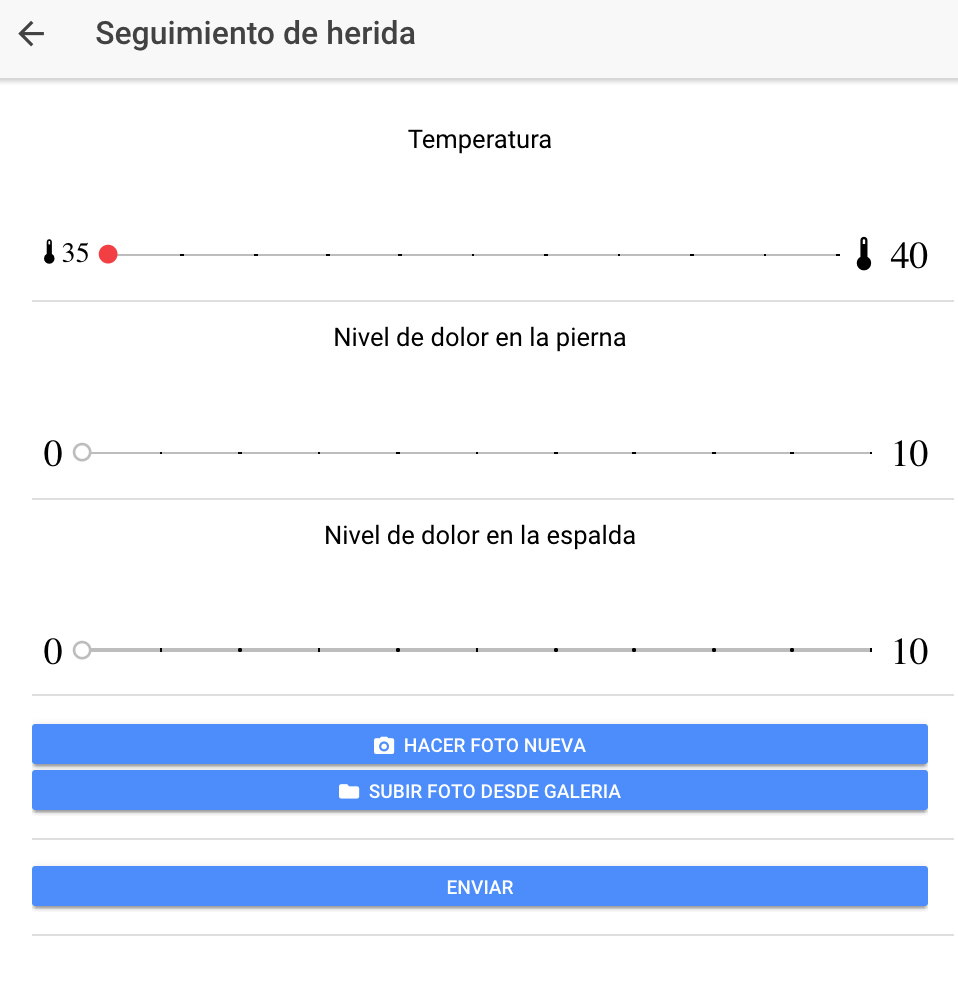 Seguimiento de herida
Temperatura
35 40
Nivel de dolor en la pierna
0 10
Nivel de dolor en la espalda
0 10
HACER FOTO NUEVA
SUBIR FOTO DESDE GALERIA
ENVIAR